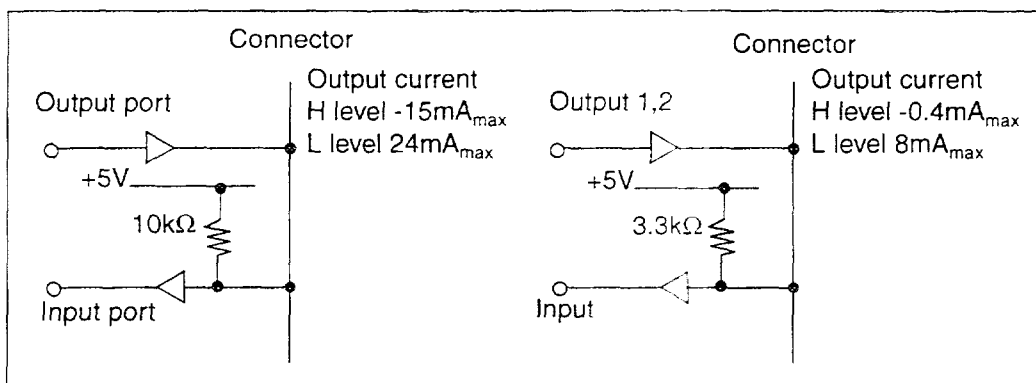 Connector
Output current
H level -15mAmax
L level 24mAmax
Output port
+5V
10kΩ
Input port
Connector
Output current
H level -0.4mAmax
L level 8mAmax
Output 1,2
+5V
3.3kΩ
Input